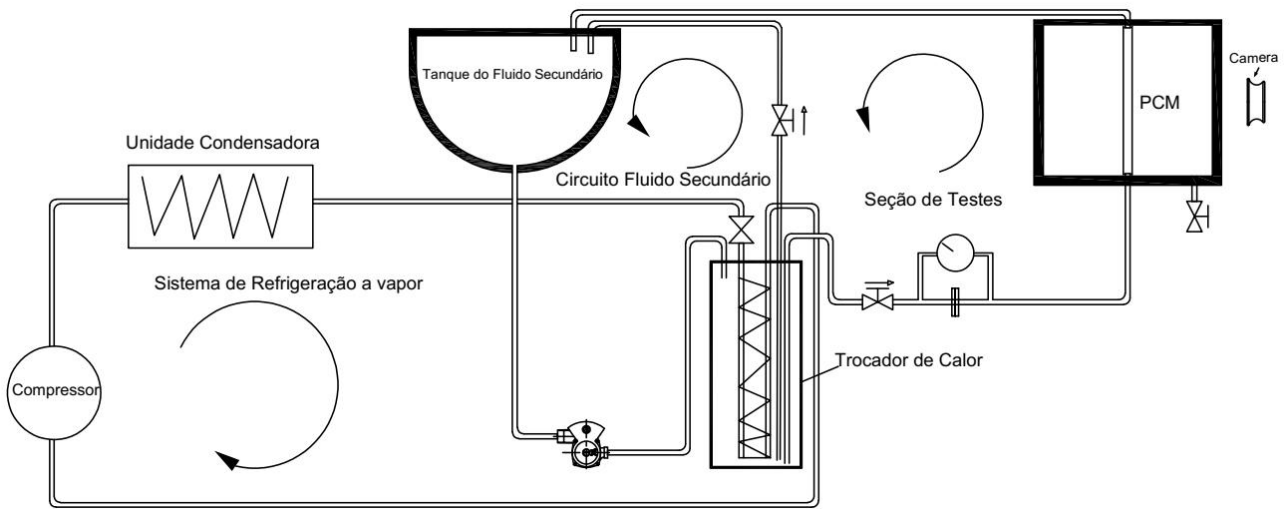 Tanque do Fluido Secundário
Camera
PCM
Unidade Condensadora
Circuito Fluido Secundário
Seção de Testes
Sistema de Refrigeração a vapor
Trocador de Calor
Compressor